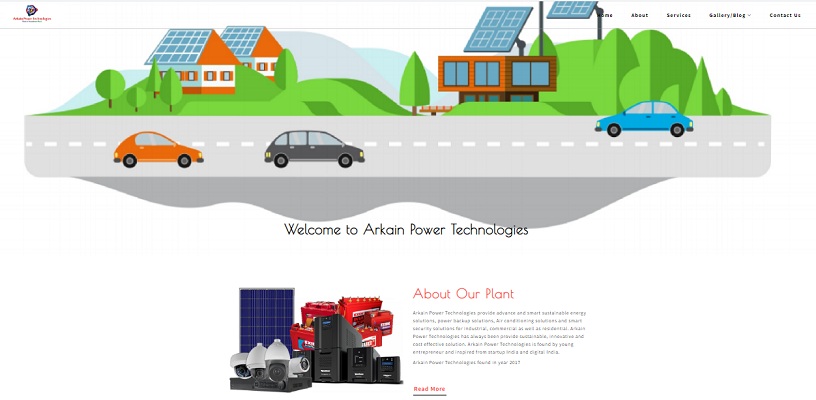 Arkain Power technologies
Home About Services Gallery/Blog Contact Us
Welcome to Arkain Power Technologies
About Our Plant
Arkain Power Technologies provide advance and smart sustainable energy
solutions, power backup solutions, Air conditioning solutions and smart
security solutions for industrial, commercial as well as residential. Arkain
Power Technologies has always been provide sustainable, innovative and
cost effective solution. Arkain Power Technologies is found by young
entrepreneur and inspired from startup India and digital India.
Arkain Power Technologies found in year 2017
Read More